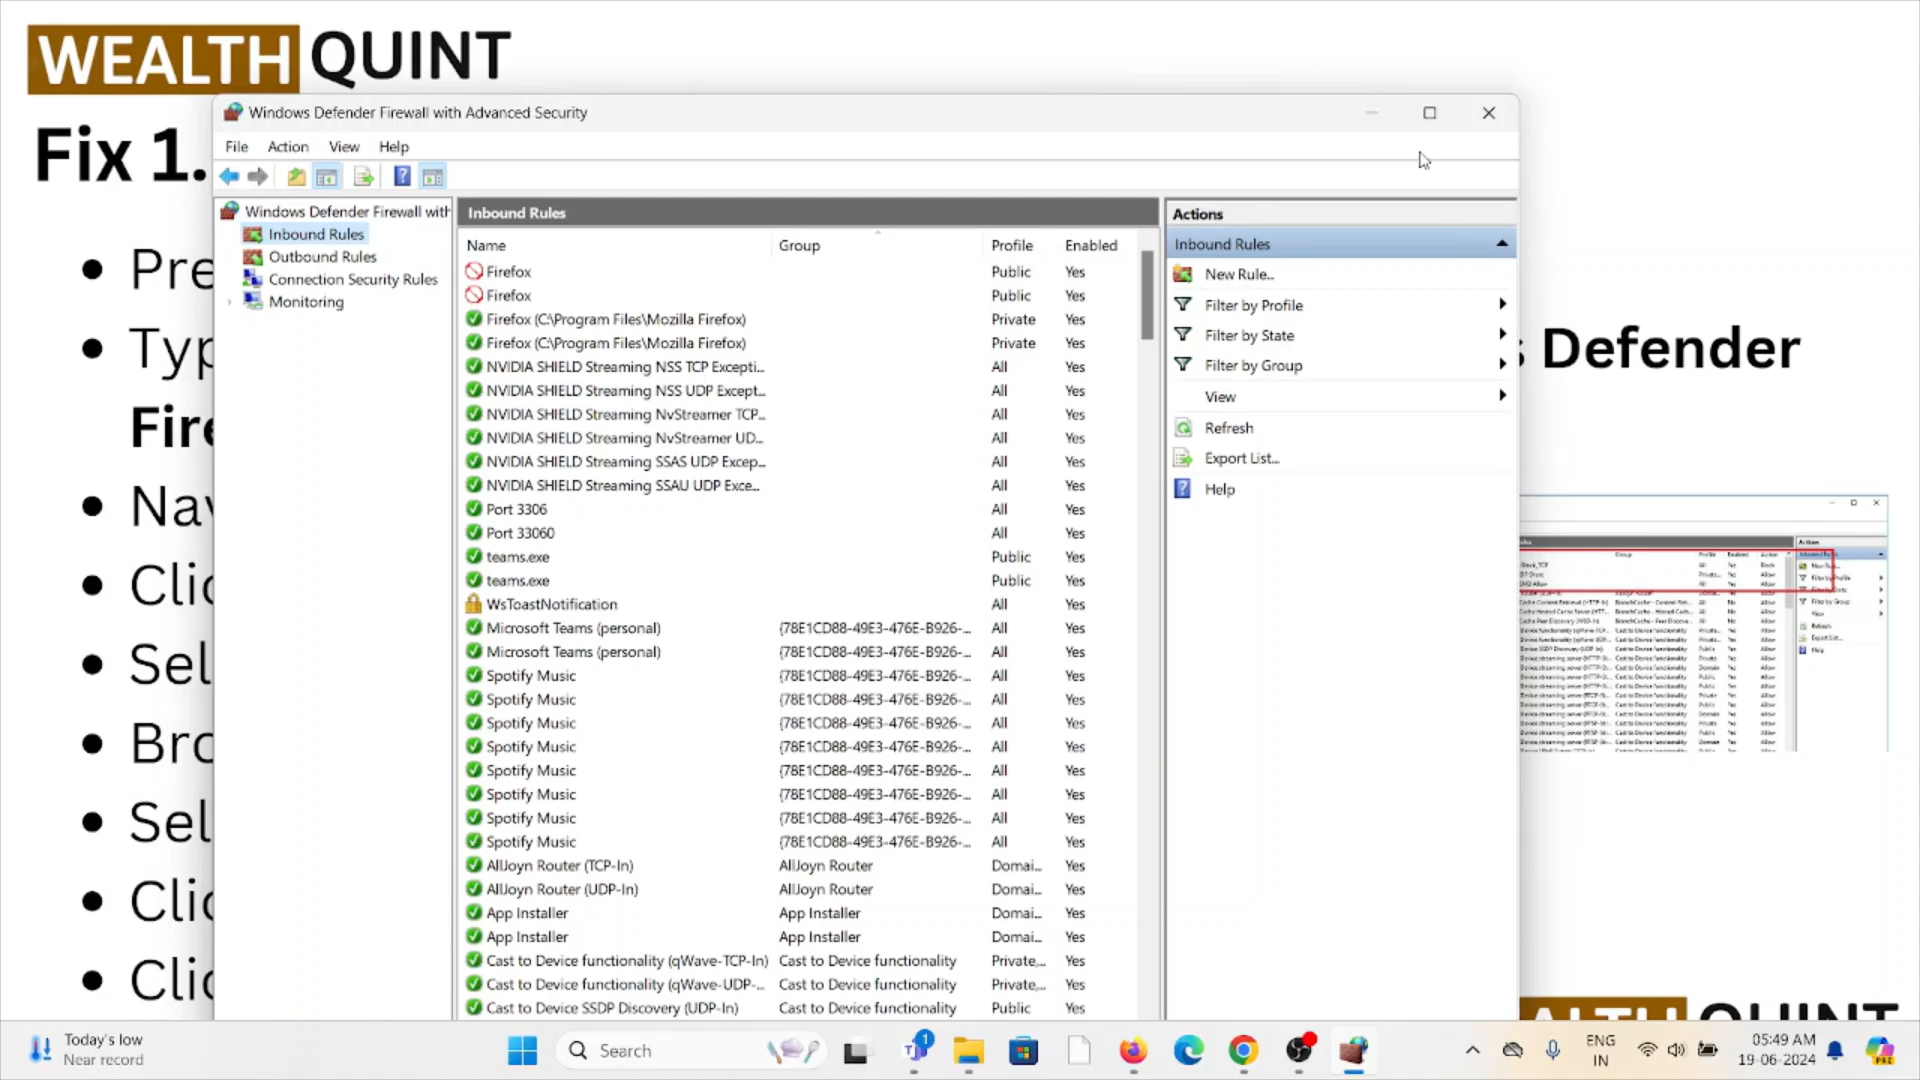 WEALTH QUINT
Fix 1.
Windows Defender Firewall with Advanced Security
File Action View Help
Windows Defender Firewall with
Inbound Rules
Outbound Rules
Connection Security Rules
Monitoring
Inbound Rules
Name Group Profile Enabled
Firefox Public Yes
Firefox Public Yes
Firefox (C:\Program Files\Mozilla Firefox) Private Yes
Firefox (C:\Program Files\Mozilla Firefox) Private Yes
NVIDIA SHIELD Streaming NSS TCP Excepti... All Yes
NVIDIA SHIELD Streaming NSS UDP Except... All Yes
NVIDIA SHIELD Streaming NvStreamer TCP... All Yes
NVIDIA SHIELD Streaming NvStreamer UD... All Yes
NVIDIA SHIELD Streaming SSAS UDP Excep... All Yes
NVIDIA SHIELD Streaming SSAU UDP Exce... All Yes
Port 3306 All Yes
Port 33060 All Yes
teams.exe Public Yes
teams.exe Public Yes
WsToastNotification All Yes
Microsoft Teams (personal) {78E1CD88-49E3-476E-B926-... All Yes
Microsoft Teams (personal) {78E1CD88-49E3-476E-B926-... All Yes
Spotify Music {78E1CD88-49E3-476E-B926-... All Yes
Spotify Music {78E1CD88-49E3-476E-B926-... All Yes
Spotify Music {78E1CD88-49E3-476E-B926-... All Yes
Spotify Music {78E1CD88-49E3-476E-B926-... All Yes
Spotify Music {78E1CD88-49E3-476E-B926-... All Yes
Spotify Music {78E1CD88-49E3-476E-B926-... All Yes
Spotify Music {78E1CD88-49E3-476E-B926-... All Yes
Spotify Music {78E1CD88-49E3-476E-B926-... All Yes
AllJoyn Router (TCP-In) AllJoyn Router Domai... Yes
AllJoyn Router (UDP-In) AllJoyn Router Domai... Yes
App Installer App Installer Domai... Yes
App Installer App Installer Domai... Yes
Cast to Device functionality (qWave-TCP-In) Cast to Device functionality Private,... Yes
Cast to Device functionality (qWave-UDP-... Cast to Device functionality Private,... Yes
Cast to Device SSDP Discovery (UDP-In) Cast to Device functionality Public Yes
Actions
Inbound Rules
New Rule...
Filter by Profile
Filter by State
Filter by Group
View
Refresh
Export List...
Help
Defender
Today's low
Near record
Search
1
ENG
IN
05:49 AM
19-06-2024